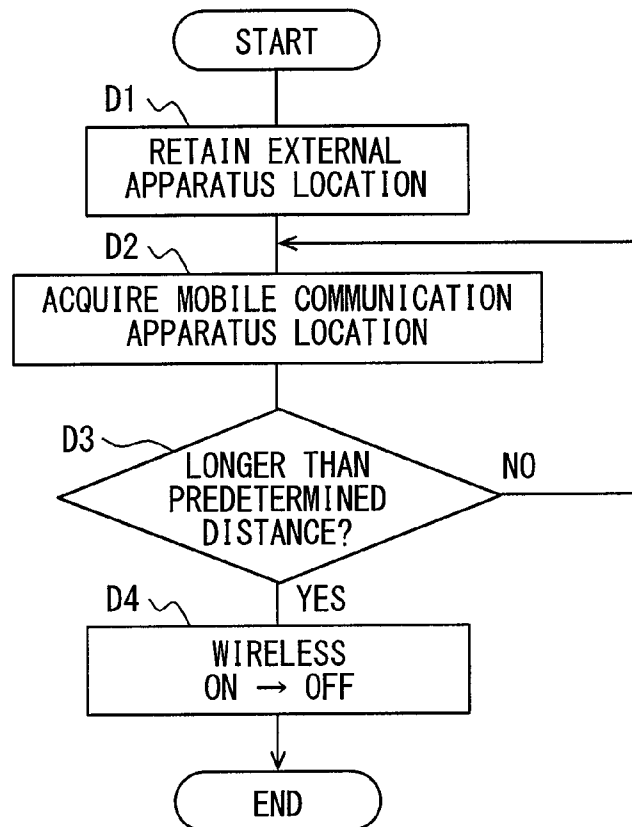 START
D1
RETAIN EXTERNAL
APPARATUS LOCATION
D2
ACQUIRE MOBILE COMMUNICATION
APPARATUS LOCATION
D3
LONGER THAN
PREDETERMINED
DISTANCE?
NO
YES
D4
WIRELESS
ON → OFF
END